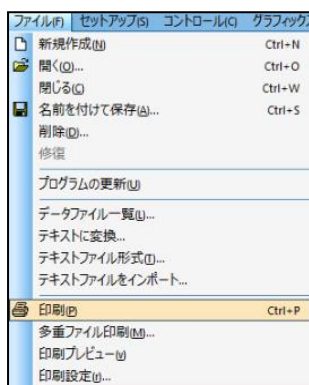 ファイル(F) セットアップ(S) コントロール(C) グラフィックス
新規作成(N) Ctrl+N
開く(O)... Ctrl+O
閉じる(C) Ctrl+W
名前を付けて保存(A)... Ctrl+S
削除(D)...
修復
プログラムの更新(U)
データファイル一覧(L)...
テキストに変換...
テキストファイル形式(T)...
テキストファイルをインポート...
印刷(P) Ctrl+P
多重ファイル印刷(M)...
印刷プレビュー(V)
印刷設定(r)...